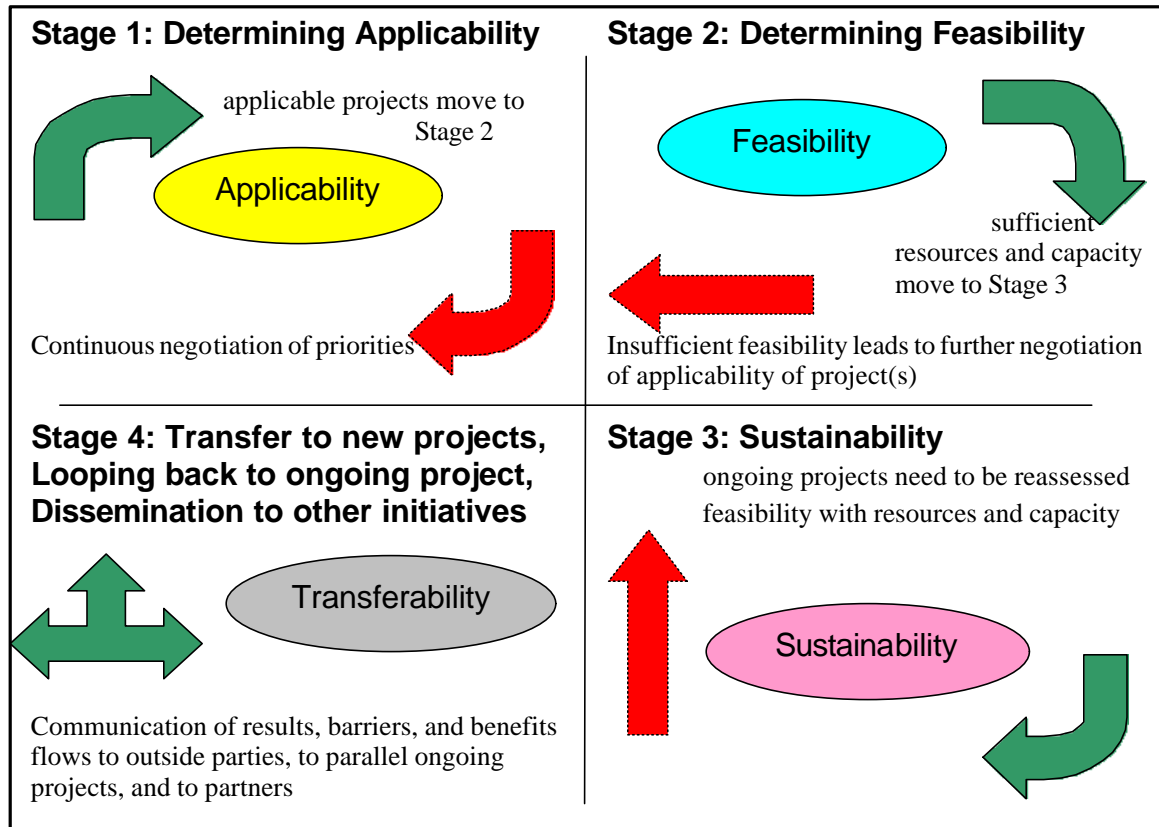 Stage 1: Determining Applicability
applicable projects move to
Stage 2
Applicability
Continuous negotiation of priorities
Stage 2: Determining Feasibility
Feasibility
sufficient
resources and capacity
move to Stage 3
Insufficient feasibility leads to further negotiation
of applicability of project(s)
Stage 4: Transfer to new projects,
Looping back to ongoing project,
Dissemination to other initiatives
Transferability
Communication of results, barriers, and benefits
flows to outside parties, to parallel ongoing
projects, and to partners
Stage 3: Sustainability
ongoing projects need to be reassessed
feasibility with resources and capacity
Sustainability